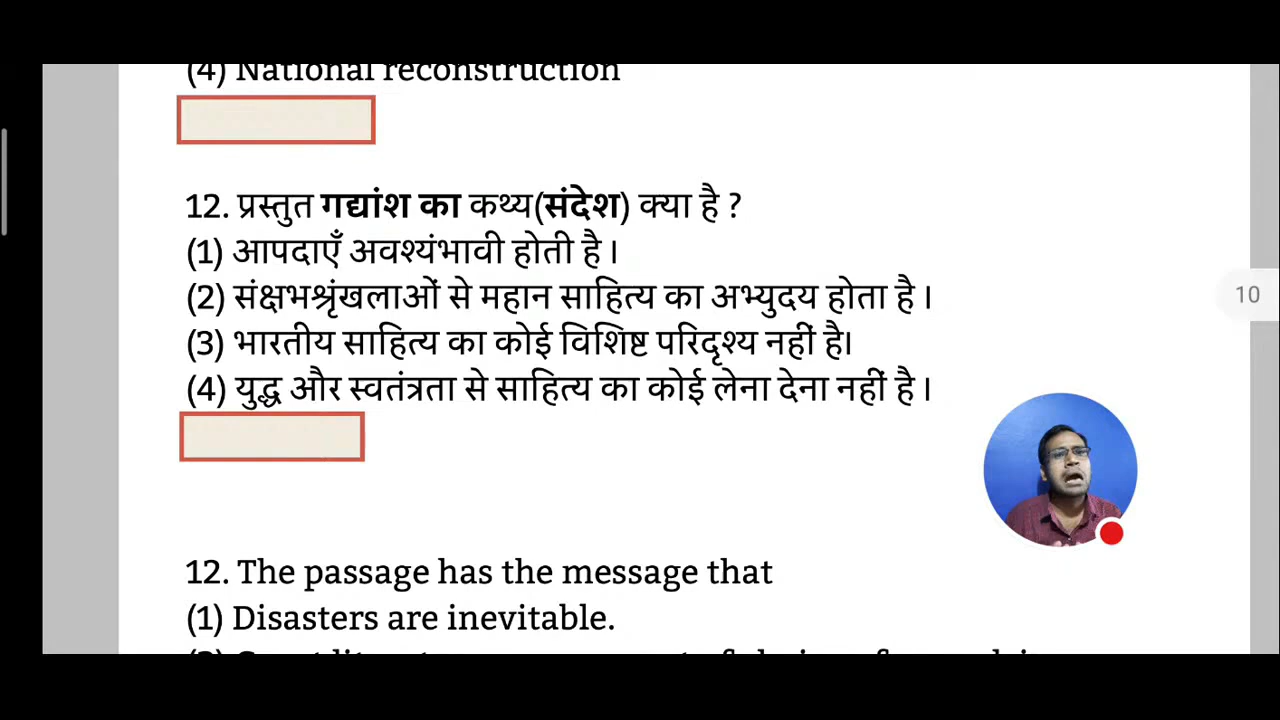 (4) National reconstruction
12. प्रस्तुत गद्यांश का कथ्य(संदेश) क्या है ?
(1) आपदाएँ अवश्यंभावी होती है ।
(2) संक्षभश्रृंखलाओं से महान साहित्य का अभ्युदय होता है ।
(3) भारतीय साहित्य का कोई विशिष्ट परिदृश्य नहीं है।
(4) युद्ध और स्वतंत्रता से साहित्य का कोई लेना देना नहीं है ।
10
12. The passage has the message that
(1) Disasters are inevitable.